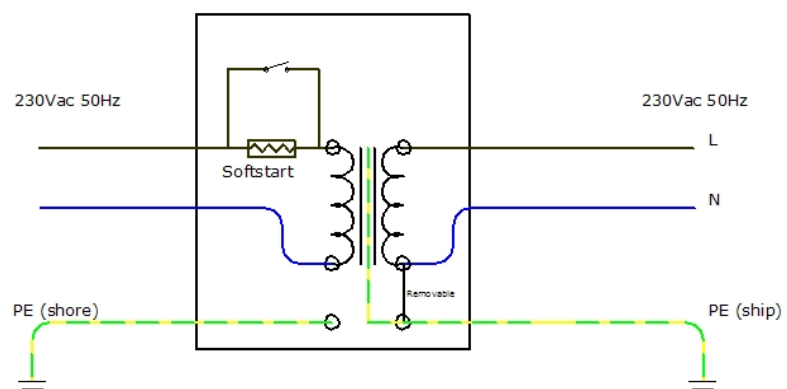 230Vac 50Hz
230Vac 50Hz
L
Softstart
N
Removable
PE (shore)
PE (ship)